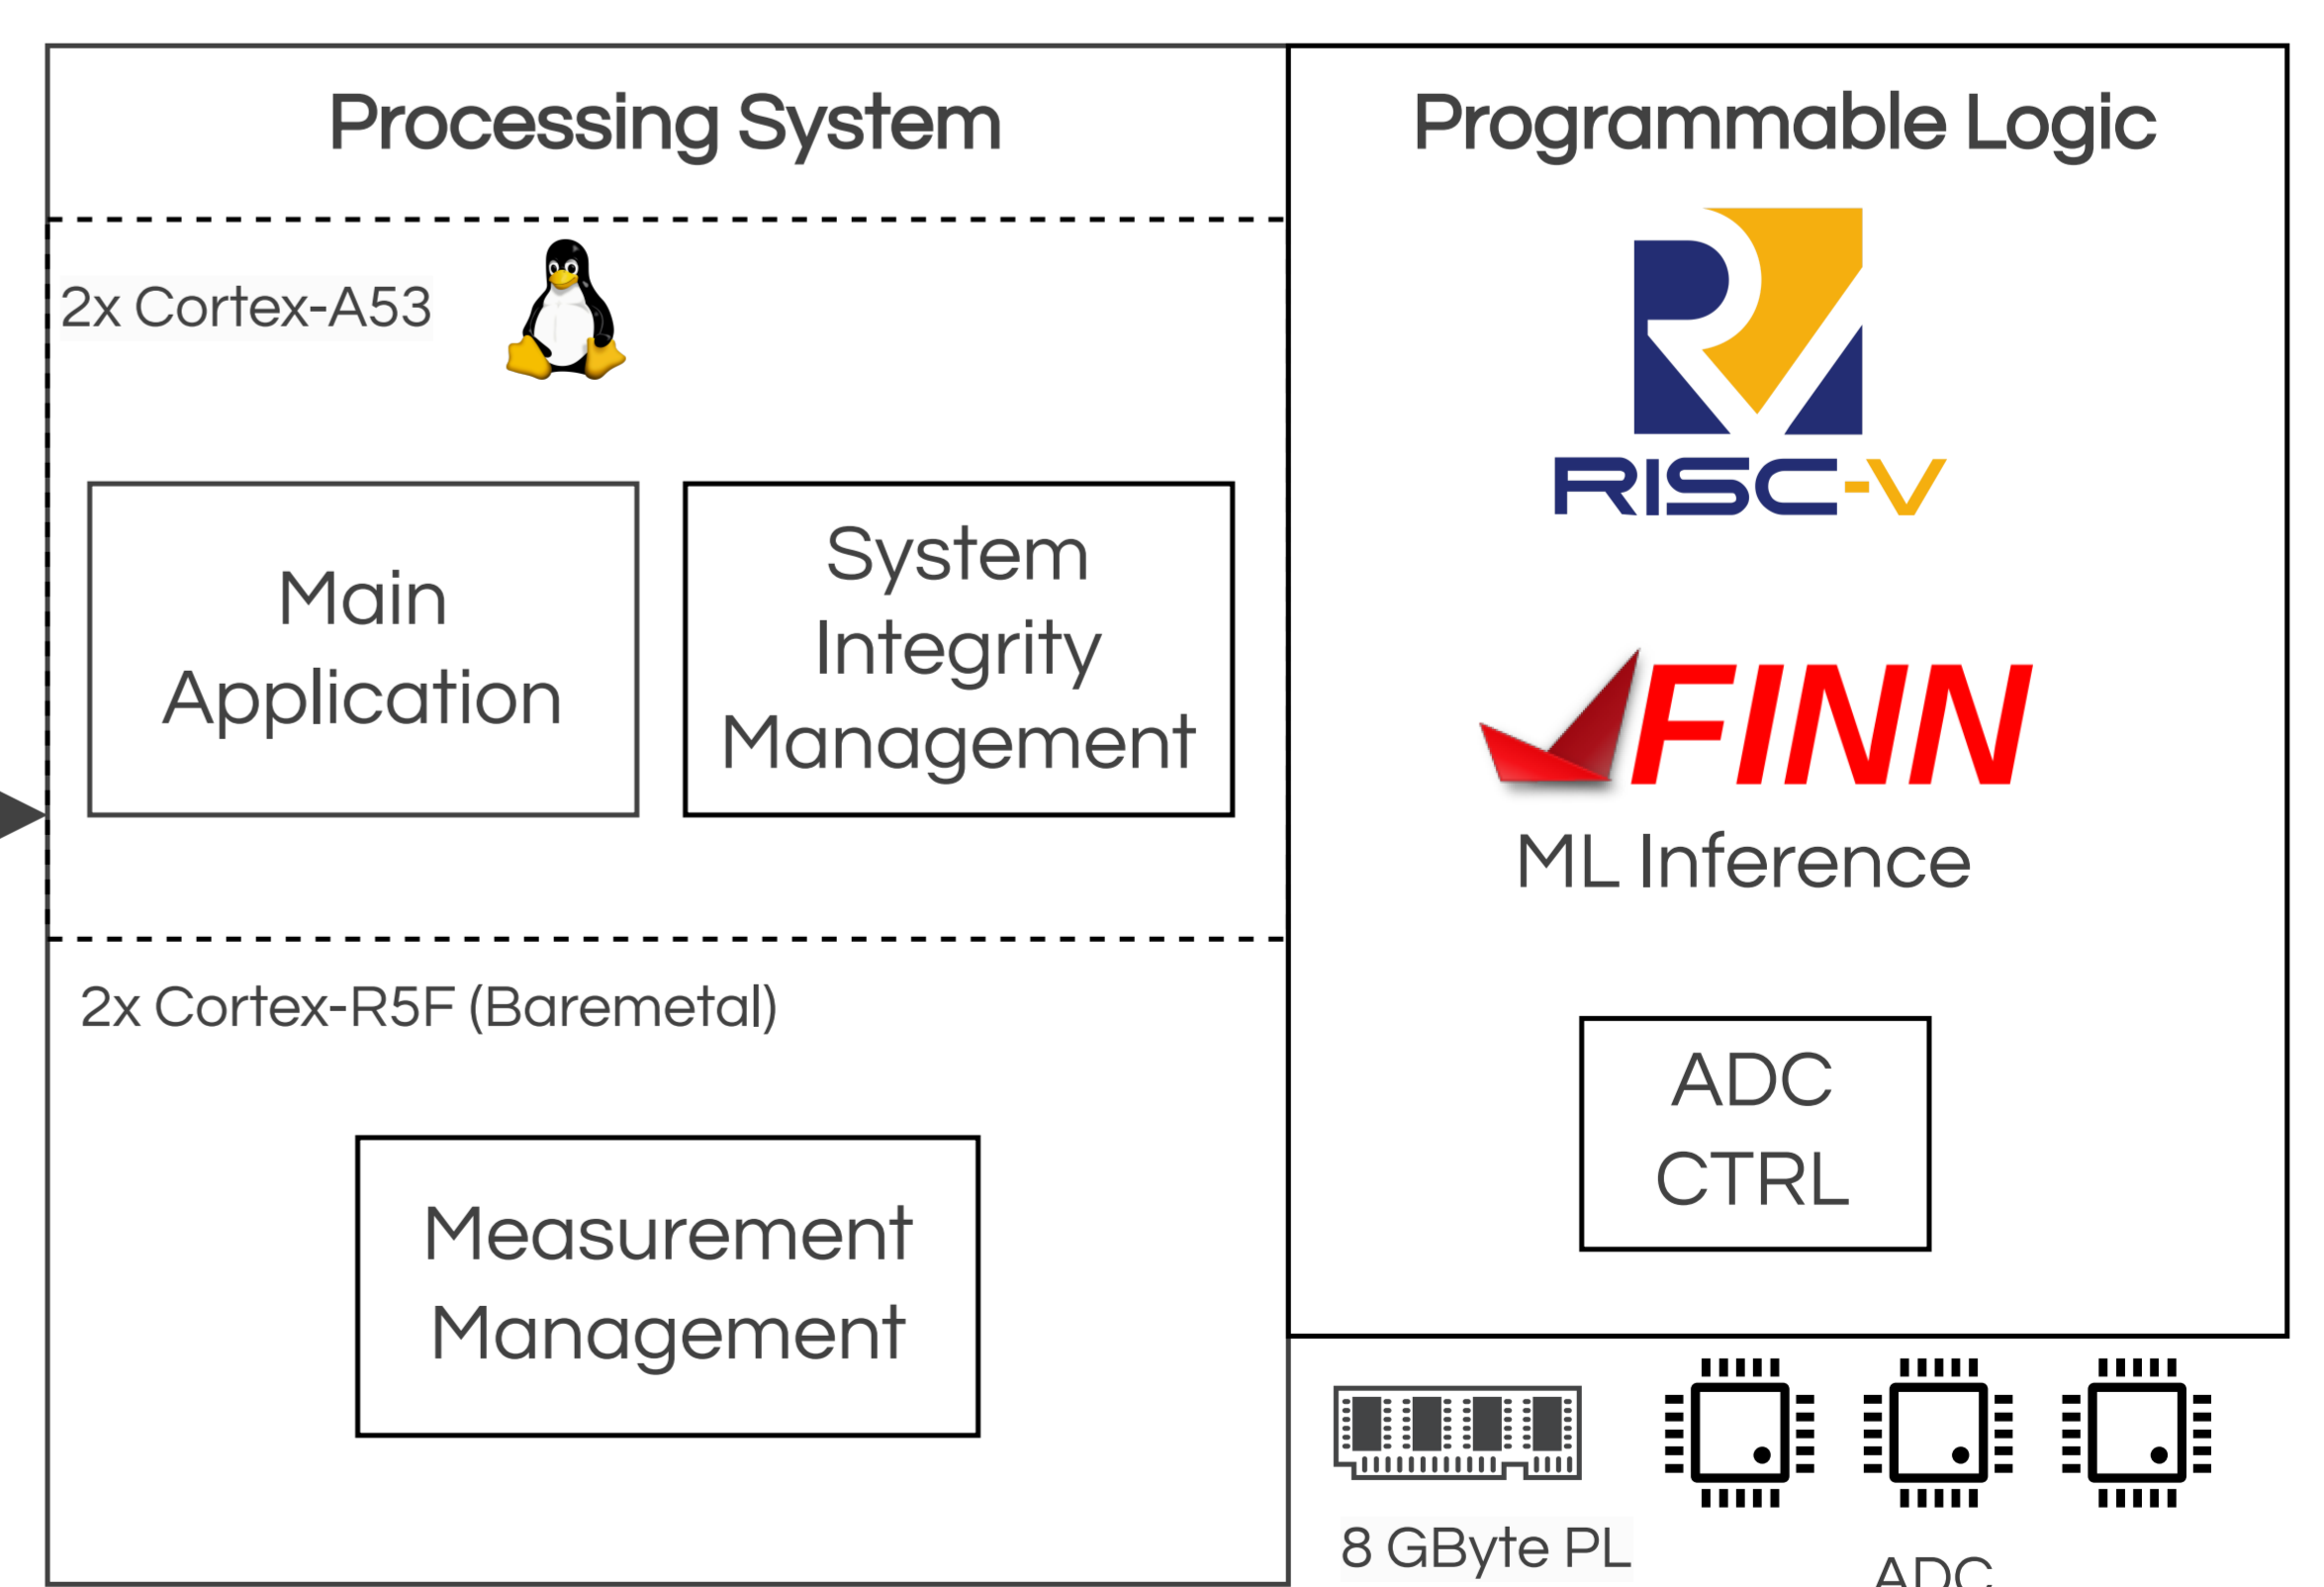 Processing System
2x Cortex-A53
Main
Application
System
Integrity
Management
2x Cortex-R5F (Baremetal)
Measurement
Management
Programmable Logic
RISC-V
FINN
ML Inference
ADC
CTRL
8 GByte PL
ADC